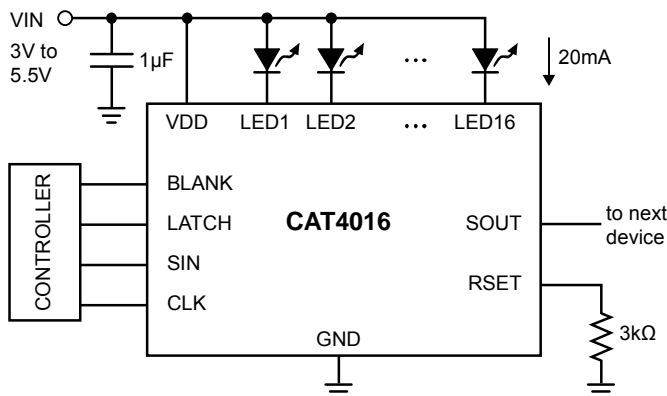 VIN
3V to
5.5V
1μF
...
20mA
VDD
LED1
LED2
...
LED16
CONTROLLER
BLANK
LATCH
SIN
CLK
CAT4016
SOUT
RSET
GND
to next
device
3kΩ